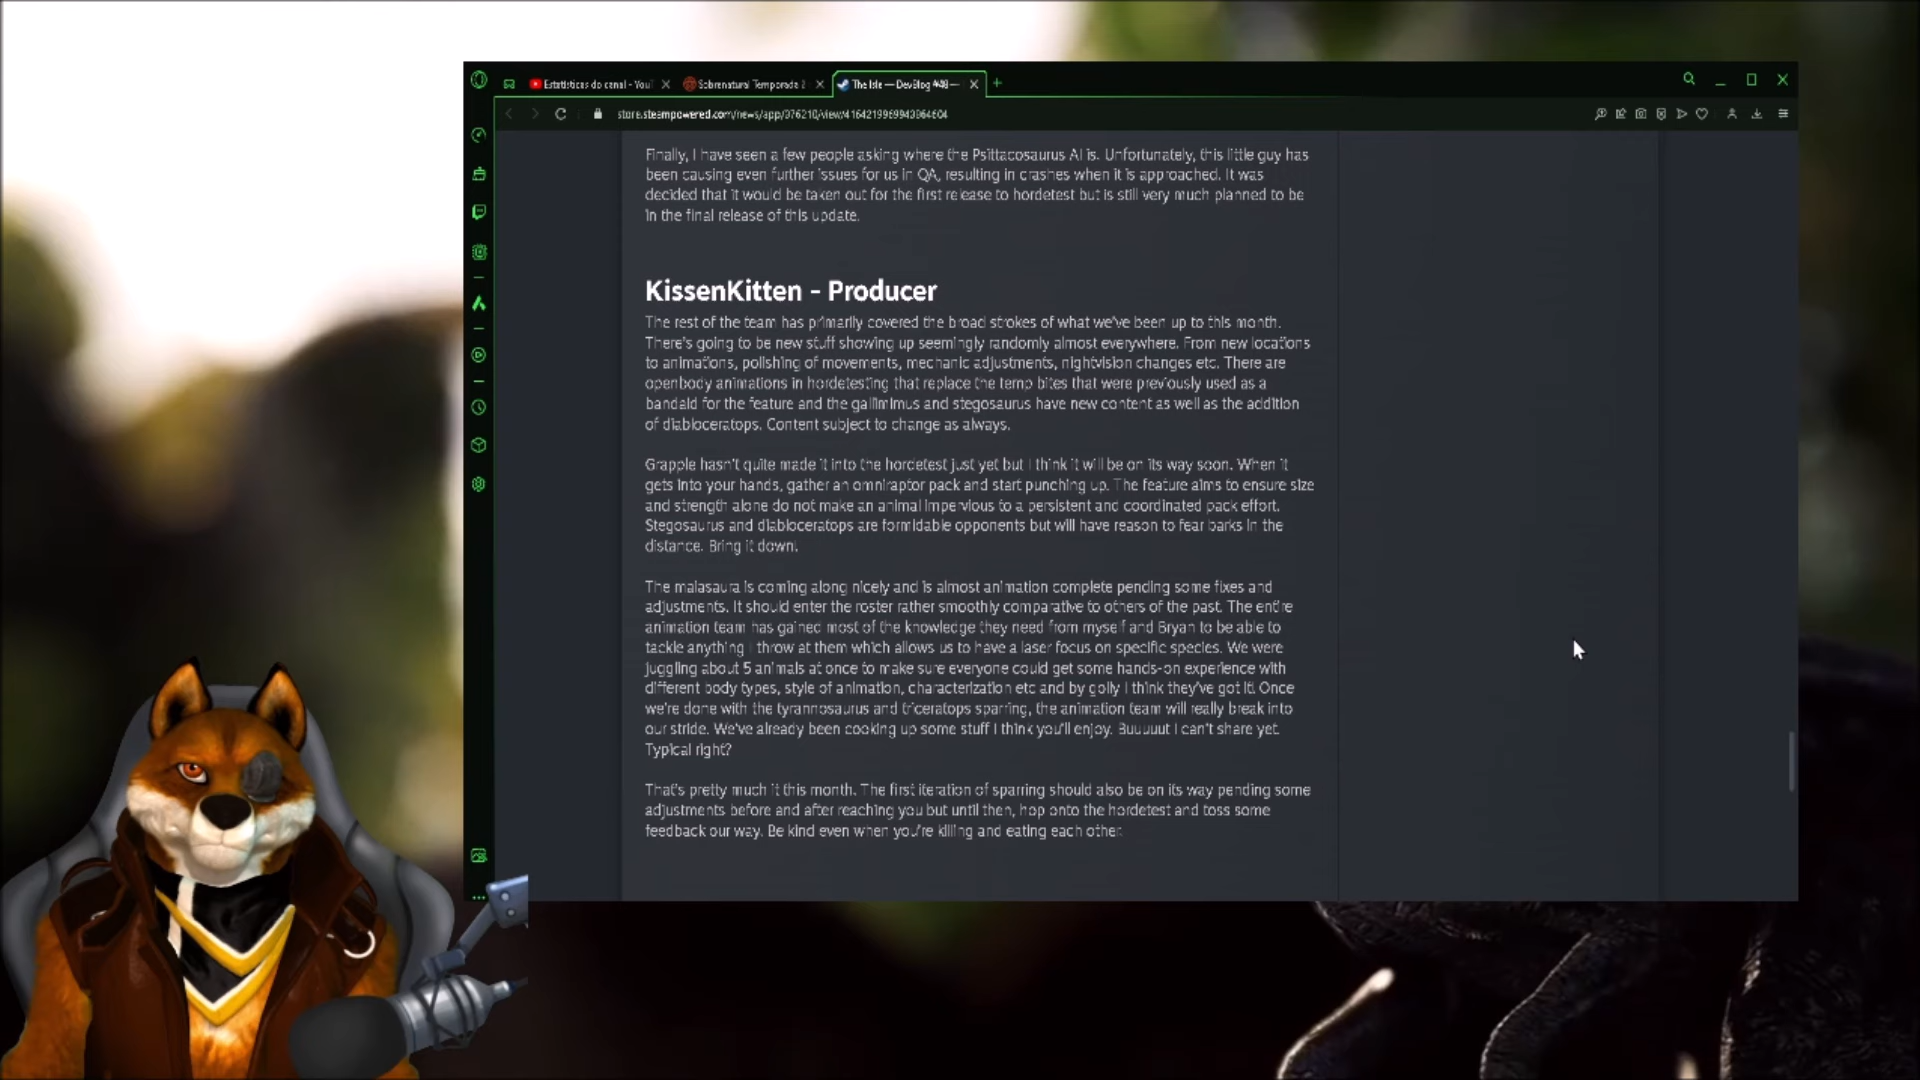 Estatísticas do canal - YouT
Sobrenatural Temporada 2
The Isle — DevBlog #48 —
store.steampowered.com/news/app/376210/view/4164219969943964604
Finally, I have seen a few people asking where the Psittacosaurus AI is. Unfortunately, this little guy has
been causing even further issues for us in QA, resulting in crashes when it is approached. It was
decided that it would be taken out for the first release to hordetest but is still very much planned to be
in the final release of this update.
KissenKitten - Producer
The rest of the team has primarily covered the broad strokes of what we've been up to this month.
There's going to be new stuff showing up seemingly randomly almost everywhere. From new locations
to animations, polishing of movements, mechanic adjustments, nightvision changes etc. There are
openbody animations in hordetesting that replace the temp bites that were previously used as a
bandaid for the feature and the gallimimus and stegosaurus have new content as well as the addition
of diabloceratops. Content subject to change as always.
Grapple hasn't quite made it into the hordetest just yet but I think it will be on its way soon. When it
gets into your hands, gather an omniraptor pack and start punching up. The feature aims to ensure size
and strength alone do not make an animal impervious to a persistent and coordinated pack effort.
Stegosaurus and diabloceratops are formidable opponents but will have reason to fear barks in the
distance. Bring it down!
The maiasaura is coming along nicely and is almost animation complete pending some fixes and
adjustments. It should enter the roster rather smoothly comparative to others of the past. The entire
animation team has gained most of the knowledge they need from myself and Bryan to be able to
tackle anything I throw at them which allows us to have a laser focus on specific species. We were
juggling about 5 animals at once to make sure everyone could get some hands-on experience with
different body types, style of animation, characterization etc and by golly I think they've got it! Once
we're done with the tyrannosaurus and triceratops sparring, the animation team will really break into
our stride. We've already been cooking up some stuff I think you'll enjoy. Buuuuut I can't share yet.
Typical right?
That's pretty much it this month. The first iteration of sparring should also be on its way pending some
adjustments before and after reaching you but until then, hop onto the hordetest and toss some
feedback our way. Be kind even when you're killing and eating each other.